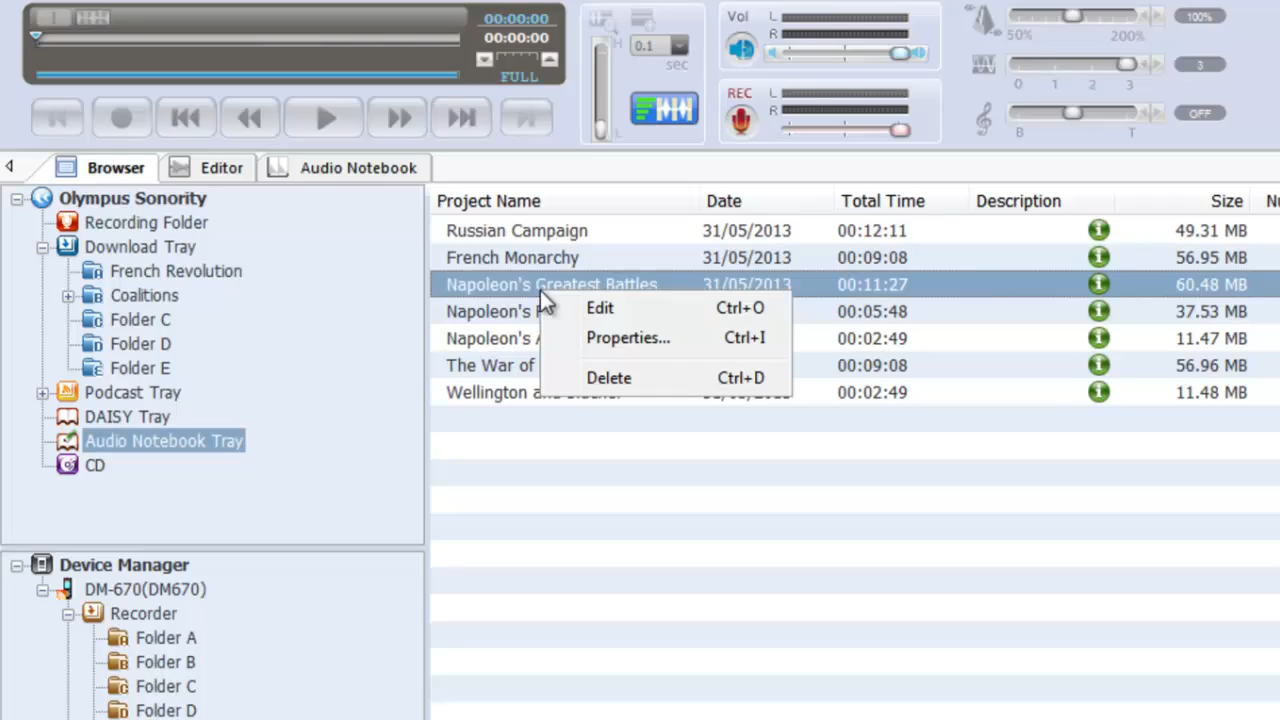 00:00:00
00:00:00
FULL
H
0.1
sec
L
Vol
L
R
REC
L
R
50%
200%
100%
0 1 2 3
3
B
T
OFF
Browser
Editor
Audio Notebook
Olympus Sonority
Recording Folder
Download Tray
French Revolution
Coalitions
Folder C
Folder D
Folder E
Podcast Tray
DAISY Tray
Audio Notebook Tray
CD
Device Manager
DM-670(DM670)
Recorder
Folder A
Folder B
Folder C
Folder D
Project Name Date Total Time Description Size
Russian Campaign 31/05/2013 00:12:11 49.31 MB
French Monarchy 31/05/2013 00:09:08 56.95 MB
Napoleon's Greatest Battles 31/05/2013 00:11:27 60.48 MB
Napoleon's 00:05:48 37.53 MB
Napoleon's 00:02:49 11.47 MB
The War of 00:09:08 56.96 MB
Wellington 00:02:49 11.48 MB
Edit Ctrl+O
Properties... Ctrl+I
Delete Ctrl+D